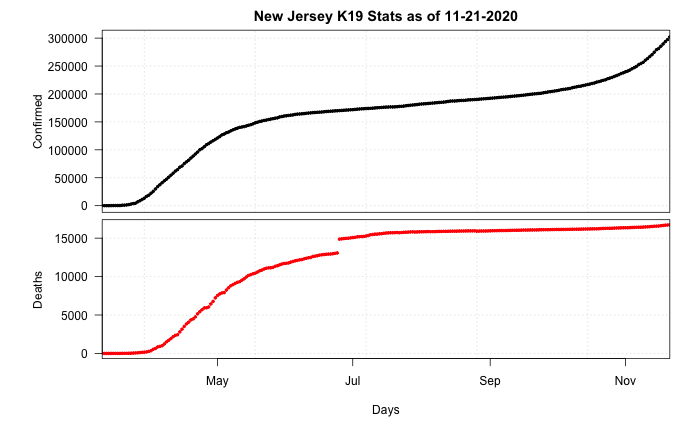 New Jersey K19 Stats as of 11-21-2020
Confirmed
300000
250000
200000
150000
100000
50000
0
Deaths
15000
10000
5000
0
May
Jul
Sep
Nov
Days